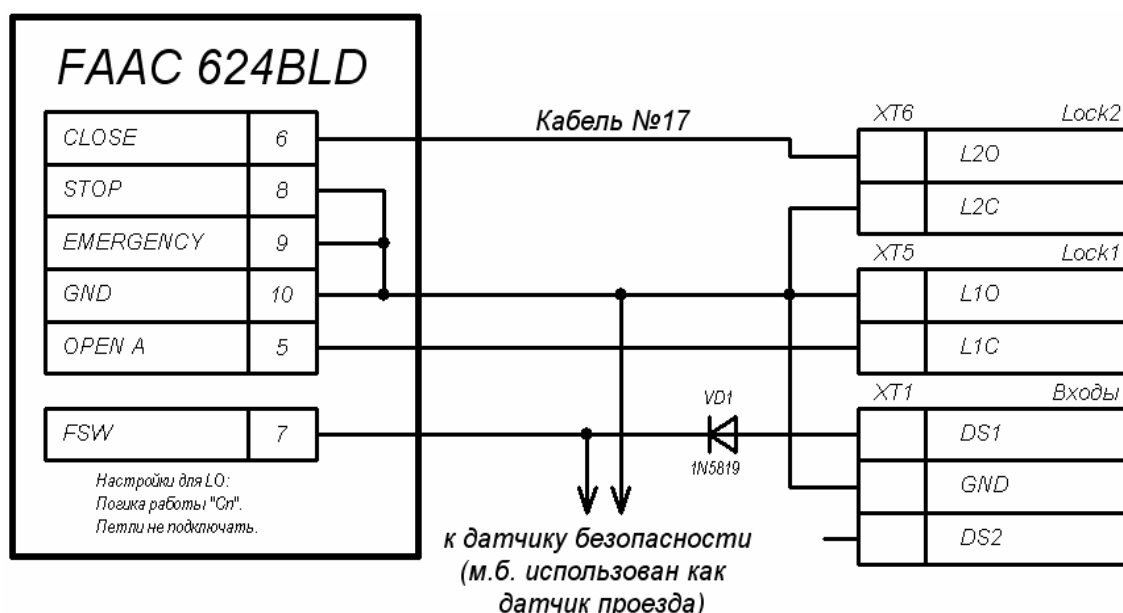 FAAC 624BLD
CLOSE 6
STOP 8
EMERGENCY 9
GND 10
OPEN A 5
FSW 7
Настройки для LO:
Логика работы "Cn".
Петли не подключать.
Кабель №17
VD1
1N5819
к датчику безопасности
(м.б. использован как
датчик проезда)
XT6 Lock2
L2O
L2C
XT5 Lock1
L1O
L1C
XT1 Входы
DS1
GND
DS2